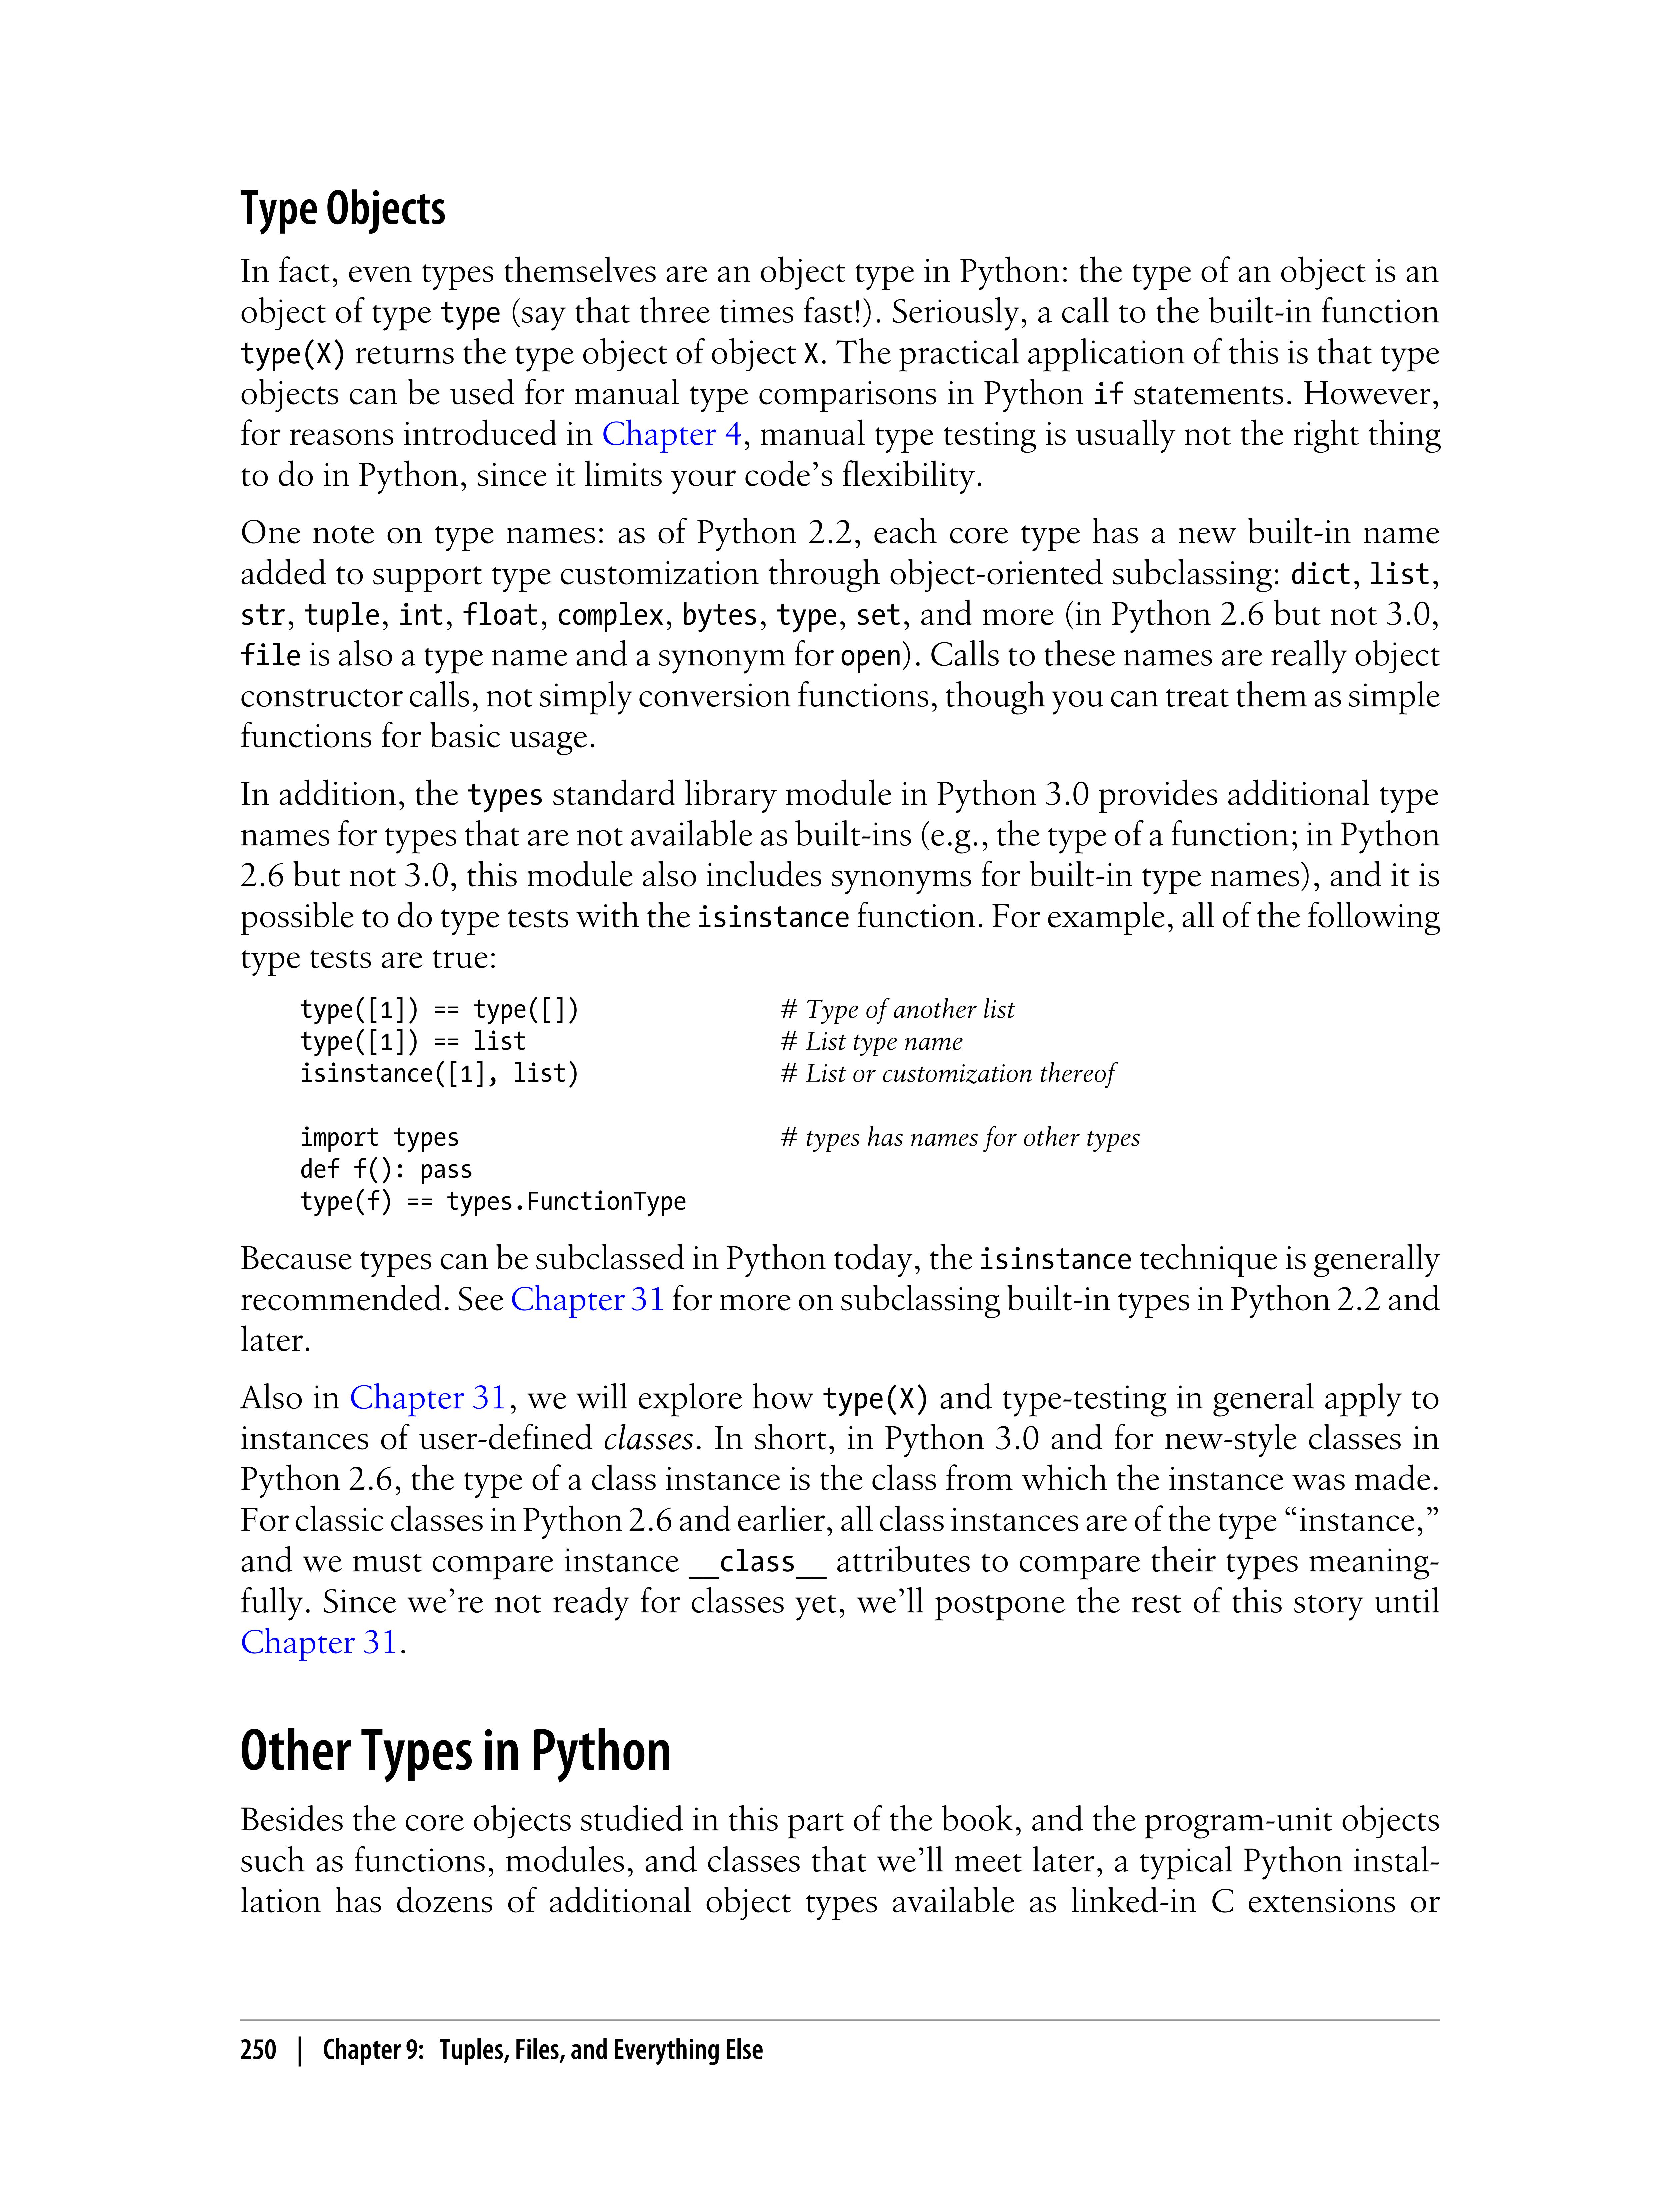 Type Objects
In fact, even types themselves are an object type in Python: the type of an object is an
object of type type (say that three times fast!). Seriously, a call to the built-in function
type(X) returns the type object of object X. The practical application of this is that type
objects can be used for manual type comparisons in Python if statements. However,
for reasons introduced in Chapter 4, manual type testing is usually not the right thing
to do in Python, since it limits your code’s flexibility.
One note on type names: as of Python 2.2, each core type has a new built-in name
added to support type customization through object-oriented subclassing: dict, list,
str, tuple, int, float, complex, bytes, type, set, and more (in Python 2.6 but not 3.0,
file is also a type name and a synonym for open). Calls to these names are really object
constructor calls, not simply conversion functions, though you can treat them as simple
functions for basic usage.
In addition, the types standard library module in Python 3.0 provides additional type
names for types that are not available as built-ins (e.g., the type of a function; in Python
2.6 but not 3.0, this module also includes synonyms for built-in type names), and it is
possible to do type tests with the isinstance function. For example, all of the following
type tests are true:
type([1]) == type([]) # Type of another list
type([1]) == list # List type name
isinstance([1], list) # List or customization thereof
import types # types has names for other types
def f(): pass
type(f) == types.FunctionType
Because types can be subclassed in Python today, the isinstance technique is generally
recommended. See Chapter 31 for more on subclassing built-in types in Python 2.2 and
later.
Also in Chapter 31, we will explore how type(X) and type-testing in general apply to
instances of user-defined classes. In short, in Python 3.0 and for new-style classes in
Python 2.6, the type of a class instance is the class from which the instance was made.
For classic classes in Python 2.6 and earlier, all class instances are of the type “instance,”
and we must compare instance __class__ attributes to compare their types meaning-
fully. Since we’re not ready for classes yet, we’ll postpone the rest of this story until
Chapter 31.
Other Types in Python
Besides the core objects studied in this part of the book, and the program-unit objects
such as functions, modules, and classes that we’ll meet later, a typical Python instal-
lation has dozens of additional object types available as linked-in C extensions or
250 | Chapter 9: Tuples, Files, and Everything Else